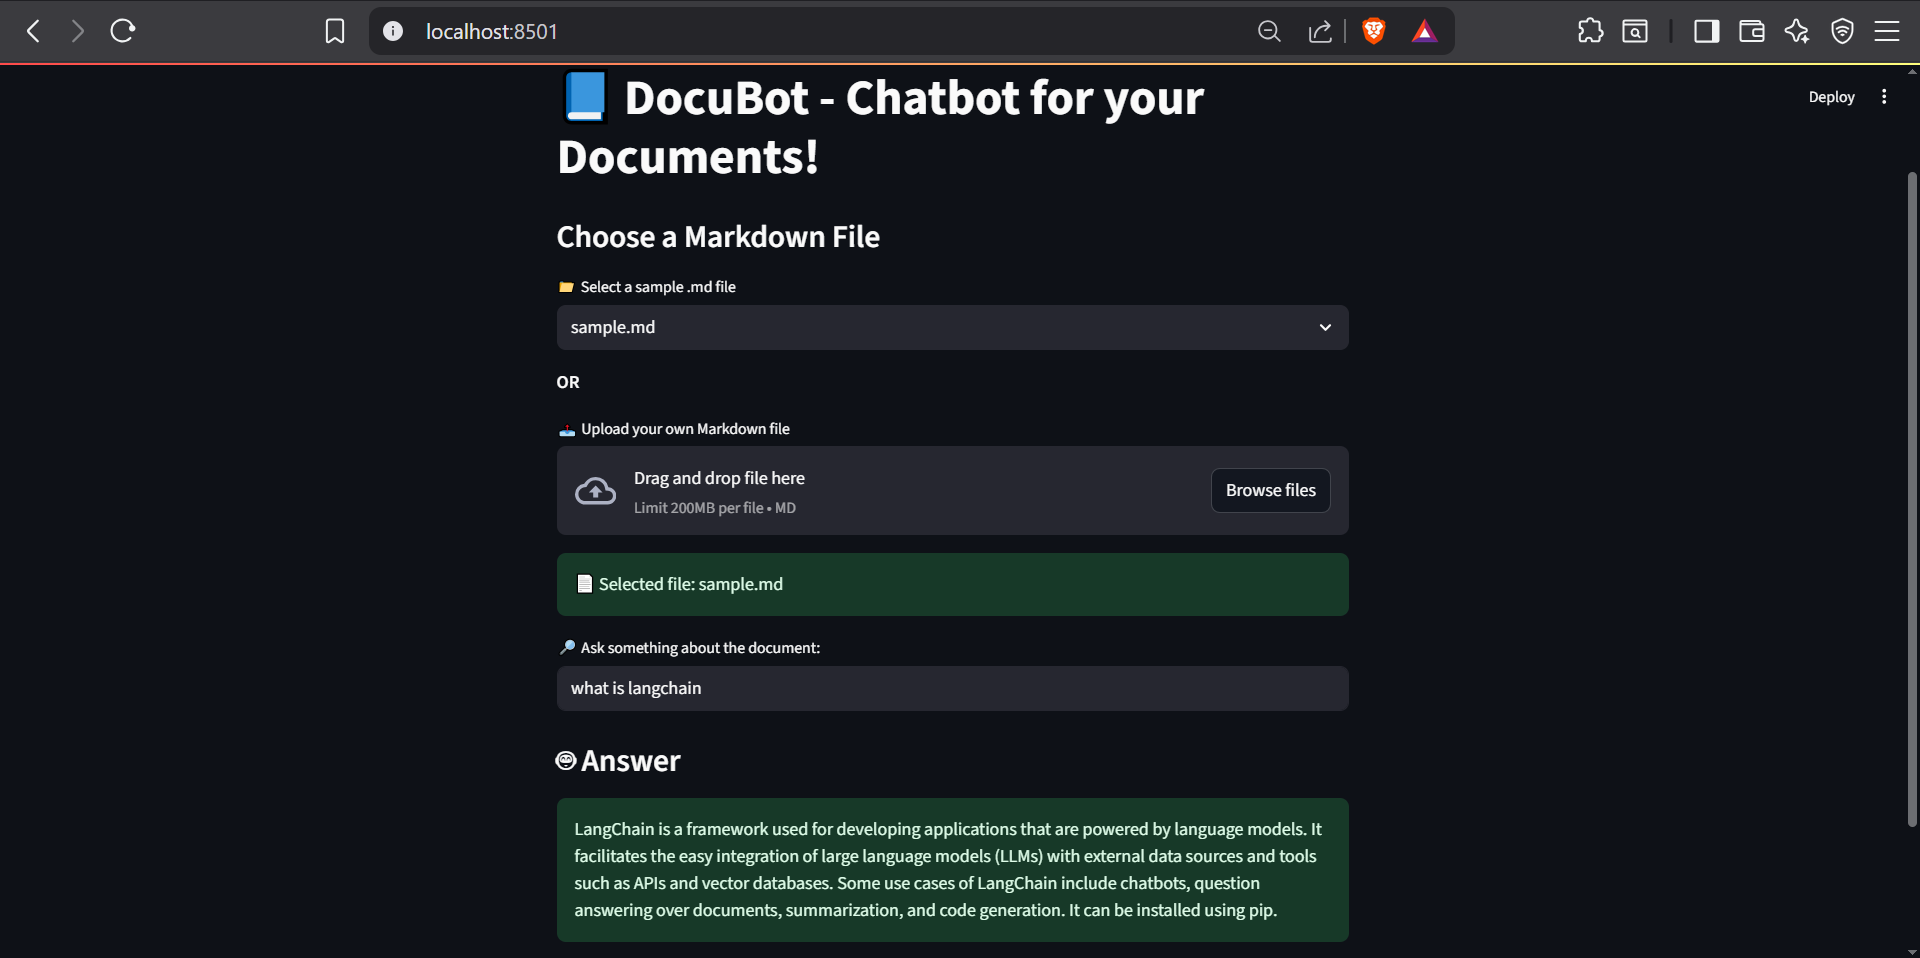 localhost:8501
Deploy
📘 DocuBot - Chatbot for your
Documents!
Choose a Markdown File
📂 Select a sample .md file
sample.md
OR
📤 Upload your own Markdown file
Drag and drop file here
Limit 200MB per file • MD
Browse files
📄 Selected file: sample.md
🔎 Ask something about the document:
what is langchain
Answer
LangChain is a framework used for developing applications that are powered by language models. It
facilitates the easy integration of large language models (LLMs) with external data sources and tools
such as APIs and vector databases. Some use cases of LangChain include chatbots, question
answering over documents, summarization, and code generation. It can be installed using pip.